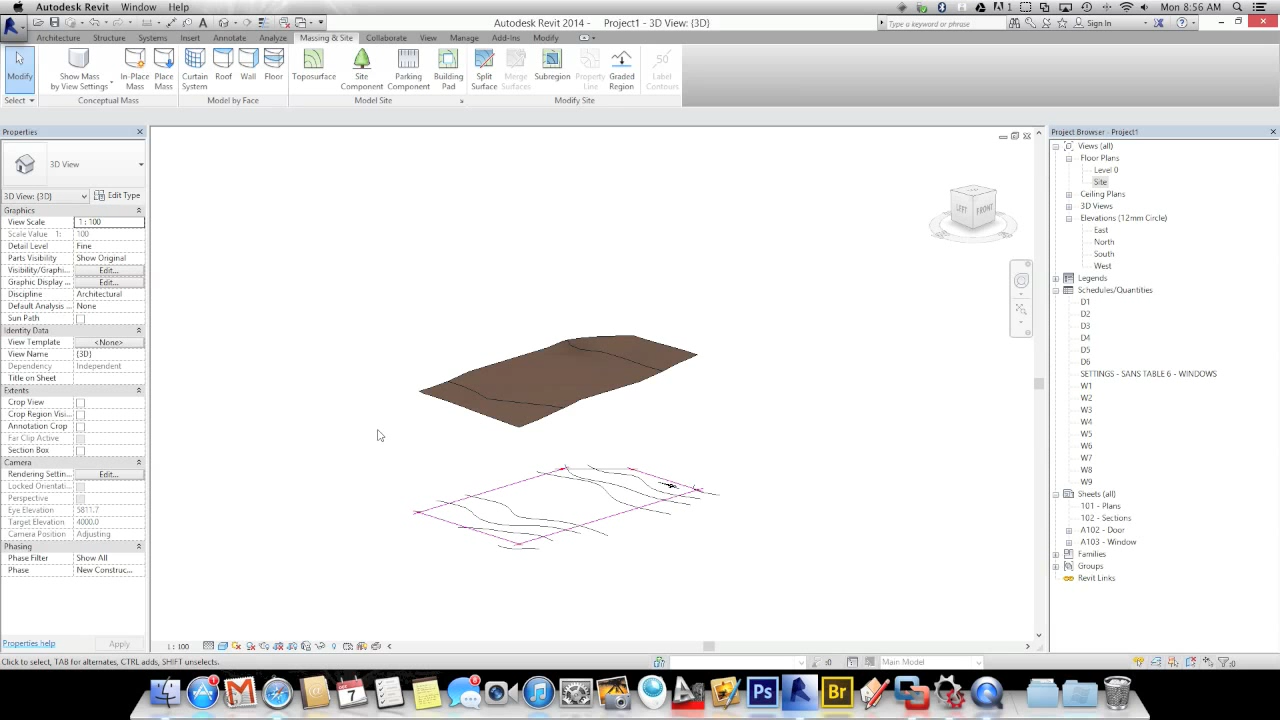 Autodesk Revit Window Help
Mon 8:56 AM
Autodesk Revit 2014 - Project1 - 3D View: {3D}
Type a keyword or phrase
Sign In
Architecture Structure Systems Insert Annotate Analyze Massing & Site Collaborate View Manage Add-Ins Modify
Modify
Show Mass by View Settings
In-Place Mass
Place Mass
Curtain System
Roof
Wall
Floor
Toposurface
Site Component
Parking Component
Building Pad
Split Surface
Merge Surfaces
Subregion
Property Line
Graded Region
50
Label Contours
Select
Conceptual Mass
Model by Face
Model Site
Modify Site
Properties
3D View
3D View: {3D}
Edit Type
Graphics
View Scale 1 : 100
Scale Value 1: 100
Detail Level Fine
Parts Visibility Show Original
Visibility/Graphi... Edit...
Graphic Display ... Edit...
Discipline Architectural
Default Analysis ... None
Sun Path
Identity Data
View Template <None>
View Name {3D}
Dependency Independent
Title on Sheet
Extents
Crop View
Crop Region Visi...
Annotation Crop
Far Clip Active
Section Box
Camera
Rendering Settin... Edit...
Locked Orientati...
Perspective
Eye Elevation 5811.7
Target Elevation 4000.0
Camera Position Adjusting
Phasing
Phase Filter Show All
Phase New Construc...
Properties help
Apply
LEFT FRONT
Project Browser - Project1
Views (all)
Floor Plans
Level 0
Site
Ceiling Plans
3D Views
Elevations (12mm Circle)
East
North
South
West
Legends
Schedules/Quantities
D1
D2
D3
D4
D5
D6
SETTINGS - SANS TABLE 6 - WINDOWS
W1
W2
W3
W4
W5
W6
W7
W8
W9
Sheets (all)
101 - Plans
102 - Sections
A102 - Door
A103 - Window
Families
Groups
Revit Links
1 : 100
Click to select, TAB for alternates, CTRL adds, SHIFT unselects.
:0
Main Model
:0
7
Ps
Br